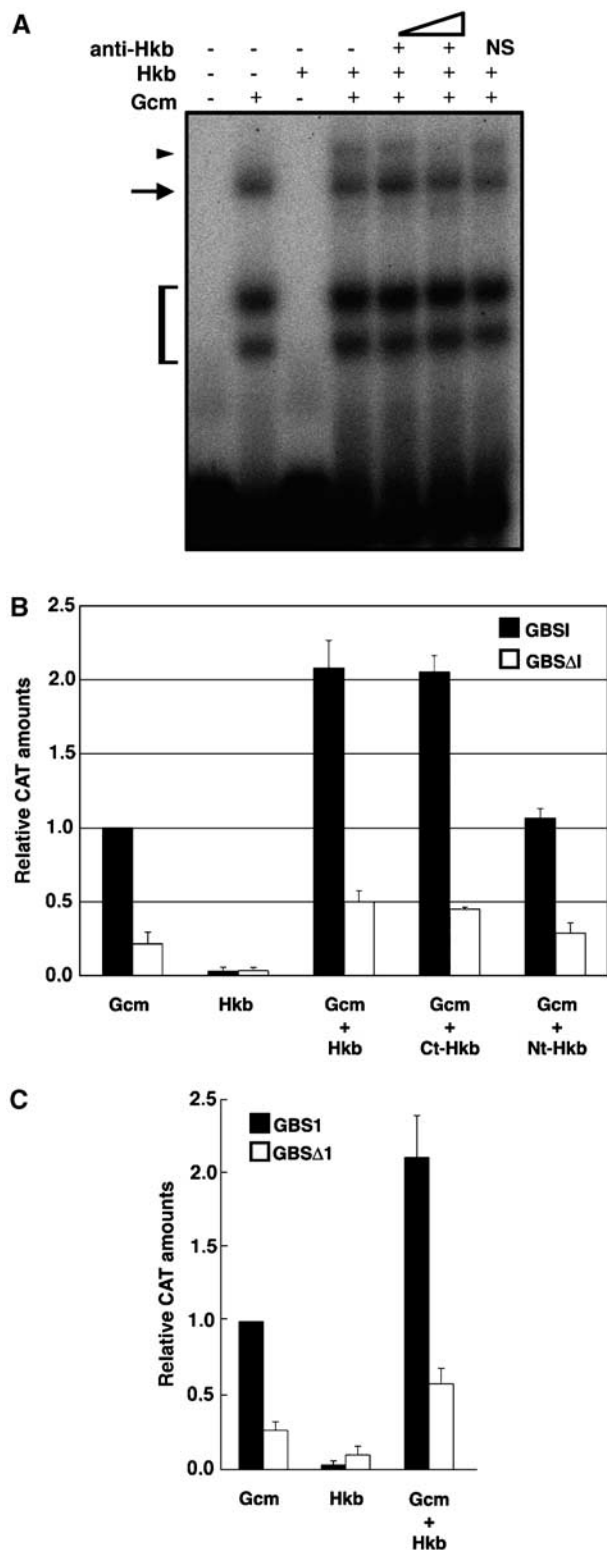 A
anti-Hkb - - - - + + NS
Hkb - - + + + + +
Gcm - + - + + + +
B
2.5
2.0
1.5
1.0
0.5
0.0
Relative CAT amounts
GBSI
GBSΔI
Gcm
Hkb
Gcm
+
Hkb
Gcm
+
Ct-Hkb
Gcm
+
Nt-Hkb
C
2.5
2.0
1.5
1.0
0.5
0.0
Relative CAT amounts
GBS1
GBSΔ1
Gcm
Hkb
Gcm
+
Hkb